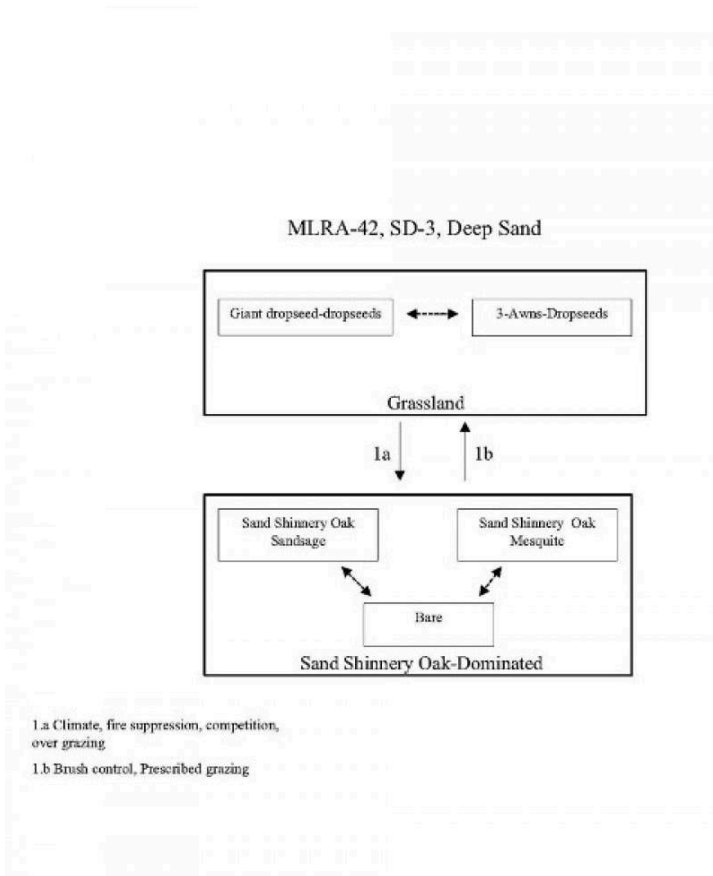 MLRA-42, SD-3, Deep Sand
Giant dropseed-dropseeds
3-Awns-Dropseeds
Grassland
1a
1b
Sand Shinnery Oak
Sandsage
Sand Shinnery Oak
Mesquite
Bare
Sand Shinnery Oak-Dominated
1.a Climate, fire suppression, competition,
over grazing
1.b Brush control, Prescribed grazing